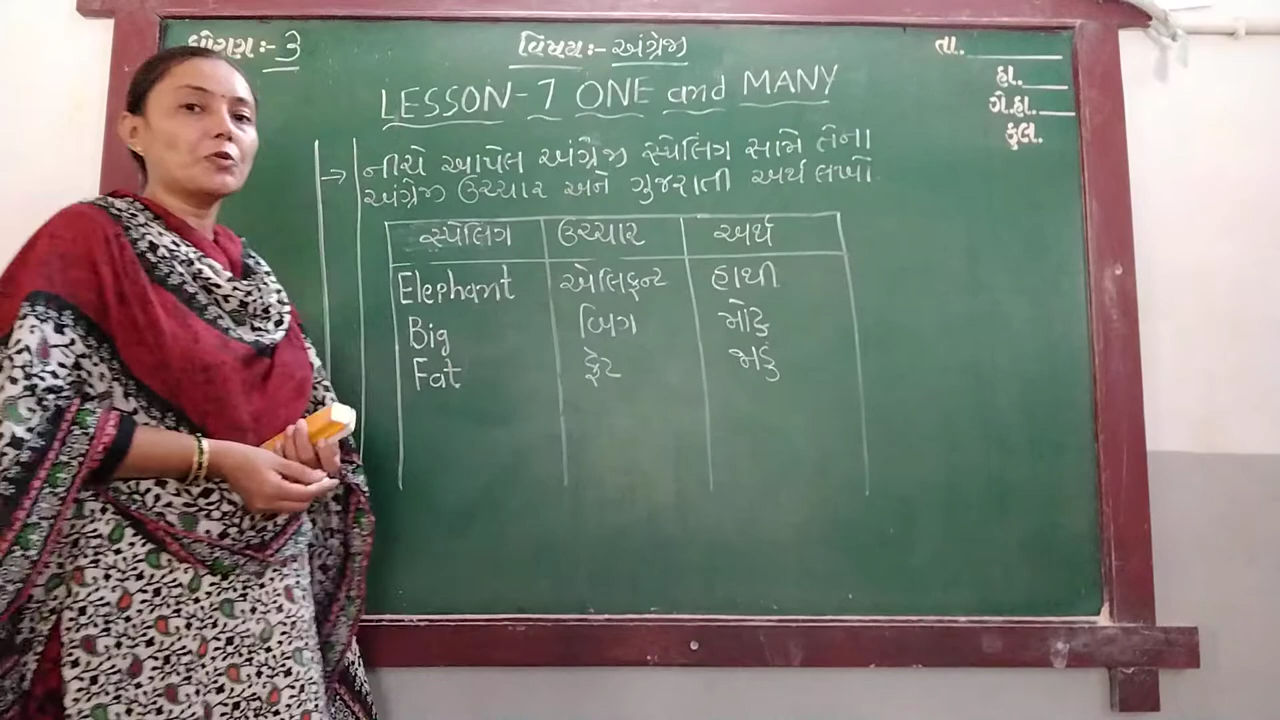 ધોરણ:- 3
વિષય:- અંગ્રેજી
તા.
હા.
ગે.હા.
કુલ.
LESSON-7 ONE and MANY
→ નીચે આપેલ અંગ્રેજી સ્પેલિંગ સામે તેના
અંગ્રેજી ઉચ્ચાર અને ગુજરાતી અર્થ લખો
સ્પેલિંગ ઉચ્ચાર અર્થ
Elephant એલિફન્ટ હાથી
Big બિગ મોટું
Fat ફેટ જાડું